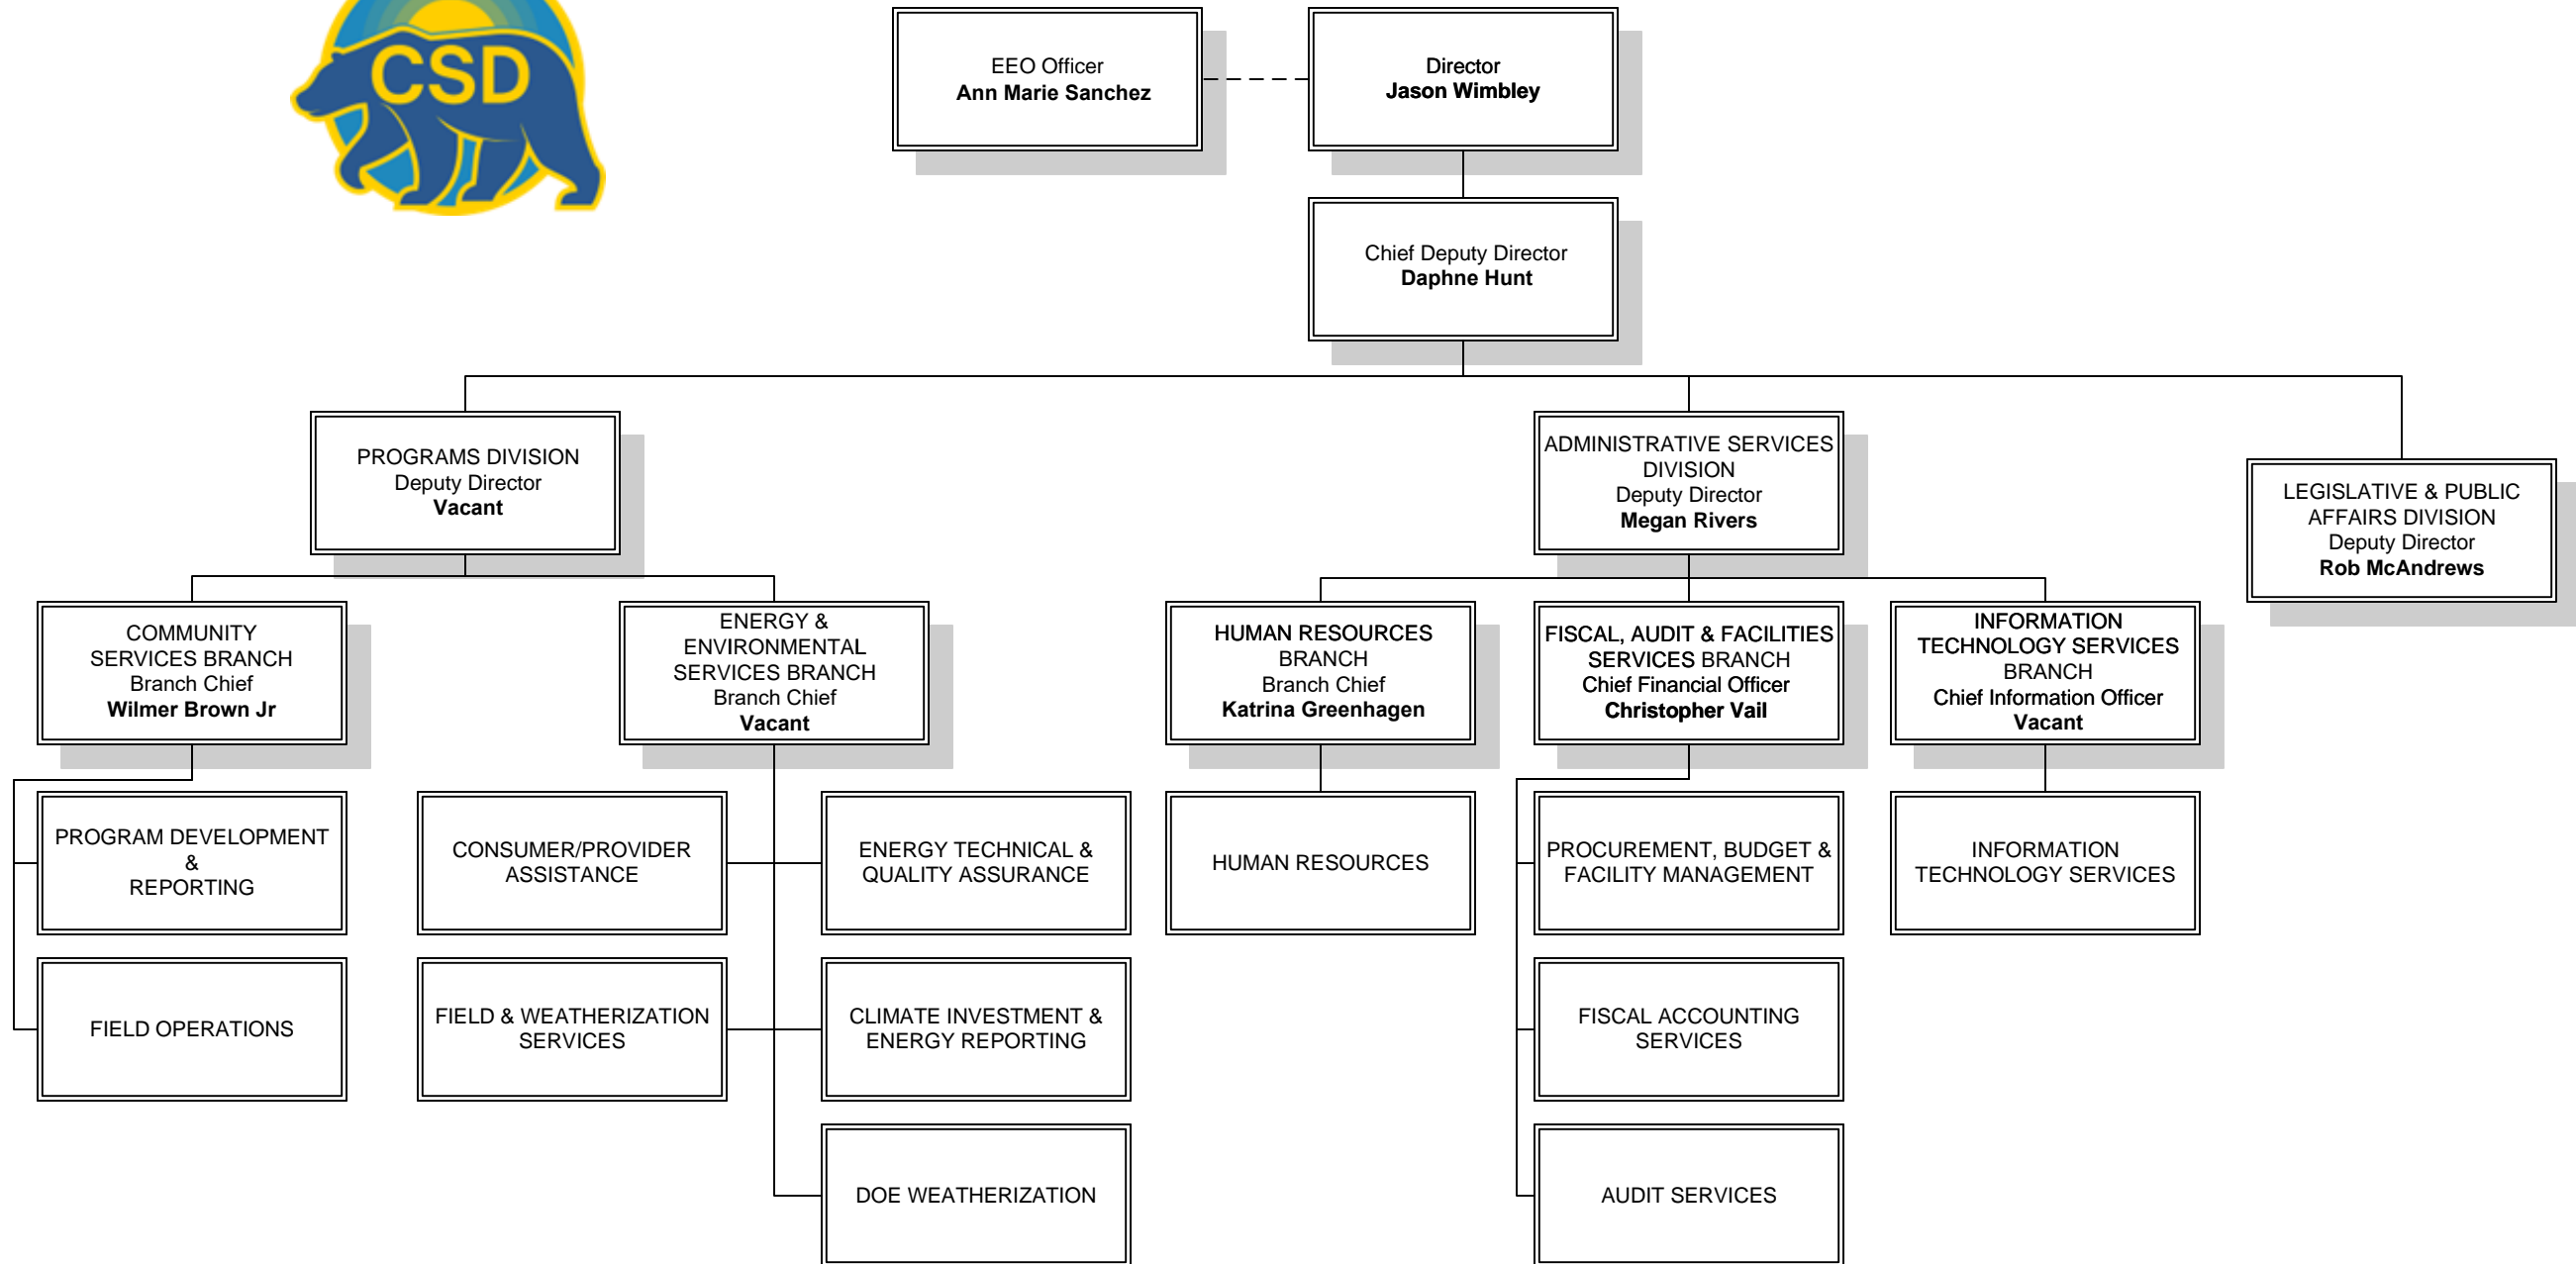 CSD
EEO Officer
Ann Marie Sanchez
Director
Jason Wimbley
Chief Deputy Director
Daphne Hunt
PROGRAMS DIVISION
Deputy Director
Vacant
ADMINISTRATIVE SERVICES
DIVISION
Deputy Director
Megan Rivers
LEGISLATIVE & PUBLIC
AFFAIRS DIVISION
Deputy Director
Rob McAndrews
COMMUNITY
SERVICES BRANCH
Branch Chief
Wilmer Brown Jr
ENERGY &
ENVIRONMENTAL
SERVICES BRANCH
Branch Chief
Vacant
HUMAN RESOURCES
BRANCH
Branch Chief
Katrina Greenhagen
FISCAL, AUDIT & FACILITIES
SERVICES BRANCH
Chief Financial Officer
Christopher Vail
INFORMATION
TECHNOLOGY SERVICES
BRANCH
Chief Information Officer
Vacant
PROGRAM DEVELOPMENT
&
REPORTING
CONSUMER/PROVIDER
ASSISTANCE
ENERGY TECHNICAL &
QUALITY ASSURANCE
HUMAN RESOURCES
PROCUREMENT, BUDGET &
FACILITY MANAGEMENT
INFORMATION
TECHNOLOGY SERVICES
FIELD OPERATIONS
FIELD & WEATHERIZATION
SERVICES
CLIMATE INVESTMENT &
ENERGY REPORTING
FISCAL ACCOUNTING
SERVICES
DOE WEATHERIZATION
AUDIT SERVICES